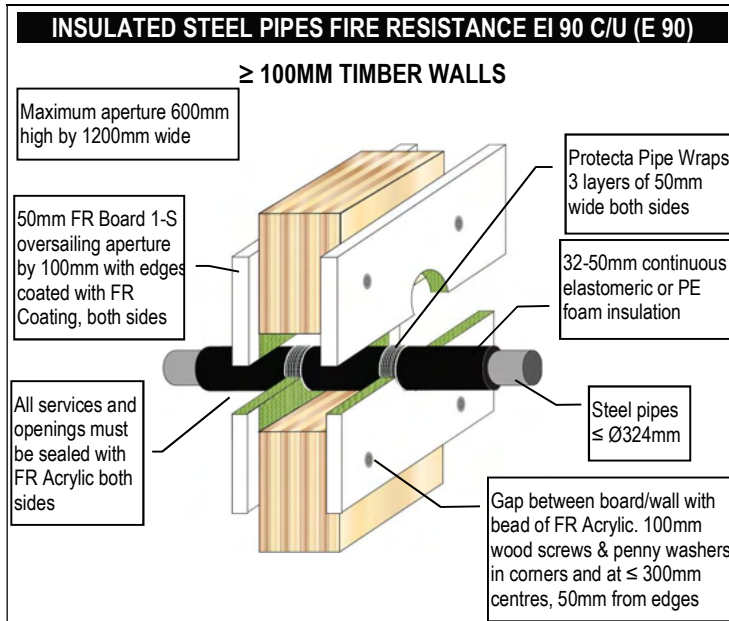 INSULATED STEEL PIPES FIRE RESISTANCE EI 90 C/U (E 90)
≥ 100MM TIMBER WALLS
Maximum aperture 600mm
high by 1200mm wide
50mm FR Board 1-S
oversailing aperture
by 100mm with edges
coated with FR
Coating, both sides
All services and
openings must
be sealed with
FR Acrylic both
sides
Protecta Pipe Wraps
3 layers of 50mm
wide both sides
32-50mm continuous
elastomeric or PE
foam insulation
Steel pipes
≤ Ø324mm
Gap between board/wall with
bead of FR Acrylic. 100mm
wood screws & penny washers
in corners and at ≤ 300mm
centres, 50mm from edges